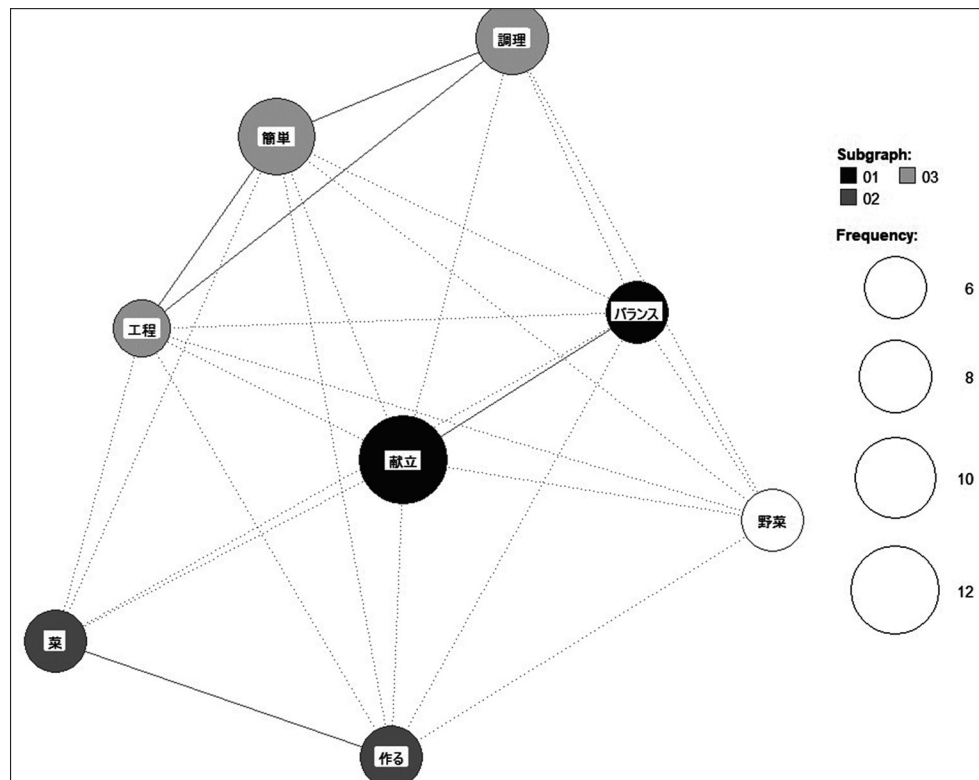 調理
簡単
Subgraph:
01 03
02
Frequency:
6
バランス
工程
8
献立
10
野菜
12
菜
作る